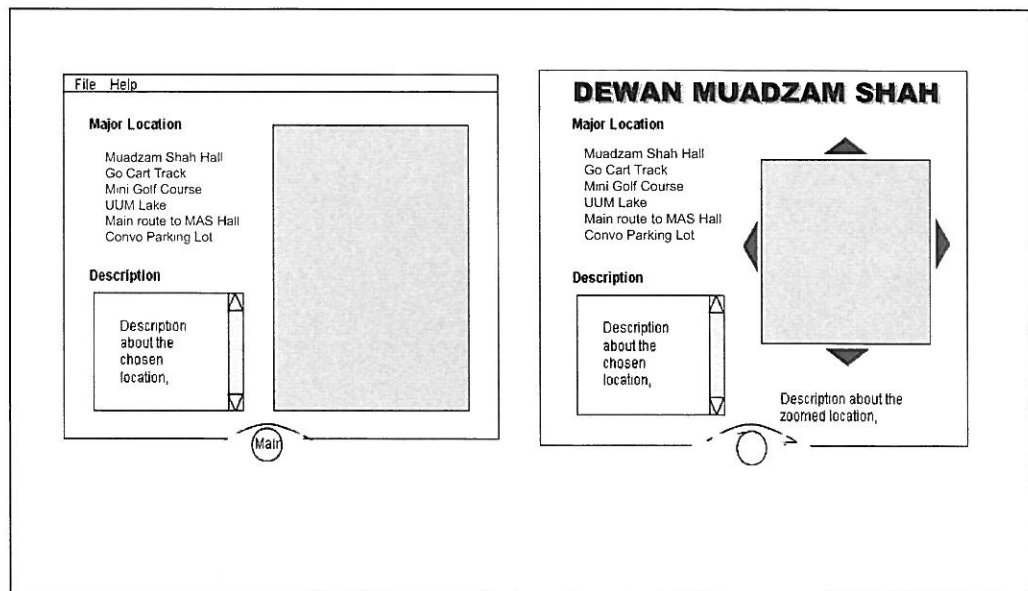 File Help
Major Location
Muadzam Shah Hall
Go Cart Track
Mini Golf Course
UUM Lake
Main route to MAS Hall
Convo Parking Lot
Description
Description
about the
chosen
location,
Main
DEWAN MUADZAM SHAH
Major Location
Muadzam Shah Hall
Go Cart Track
Mini Golf Course
UUM Lake
Main route to MAS Hall
Convo Parking Lot
Description
Description
about the
chosen
location,
Description about the
zoomed location,